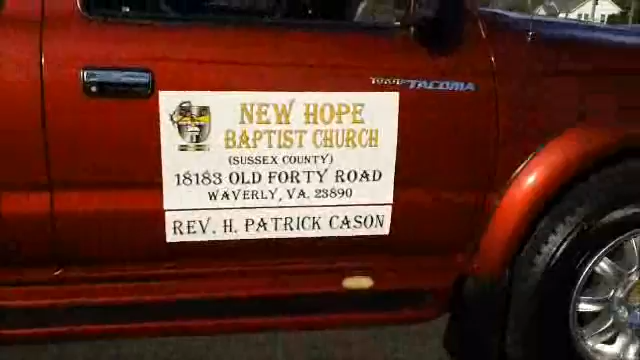 TACOMA
NEW HOPE
BAPTIST CHURCH
(SUSSEX COUNTY)
18183 OLD FORTY ROAD
WAVERLY, VA. 23890
REV. H. PATRICK CASON